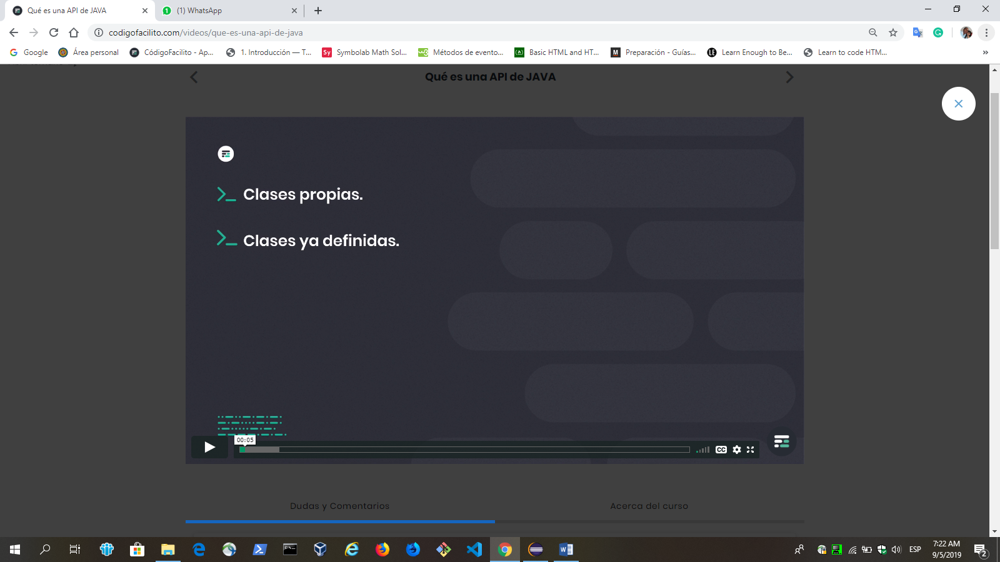 Qué es una API de JAVA
(1) WhatsApp
codigofacilito.com/videos/que-es-una-api-de-java
Google
Área personal
CódigoFacilito - Ap...
1. Introducción — T...
Symbolab Math Sol...
Métodos de evento...
Basic HTML and HT...
Preparación - Guías...
Learn Enough to Be...
Learn to code HTM...
Qué es una API de JAVA
Clases propias.
Clases ya definidas.
00:05
CC
Dudas y Comentarios
Acerca del curso
ESP
7:22 AM
9/5/2019
2